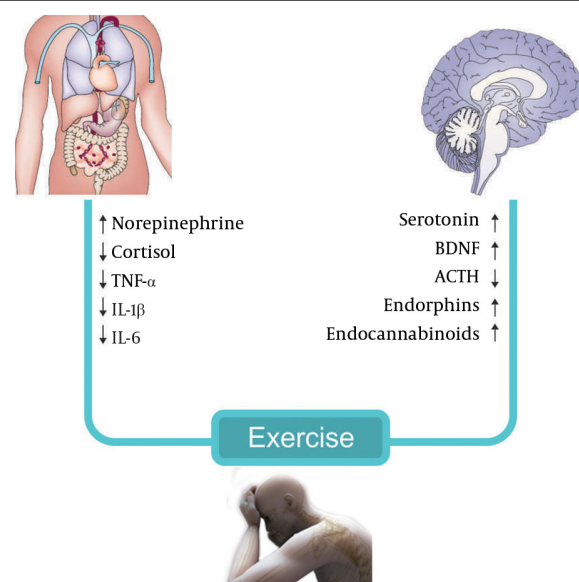 ↑ Norepinephrine
↓ Cortisol
↓ TNF-α
↓ IL-1β
↓ IL-6
Serotonin ↑
BDNF ↑
ACTH ↓
Endorphins ↑
Endocannabinoids ↑
Exercise